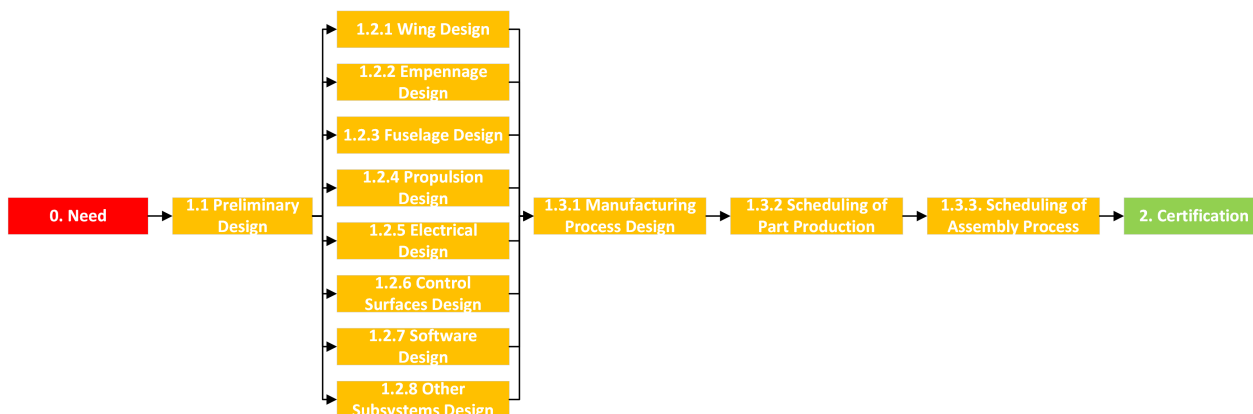 0. Need
1.1 Preliminary
Design
1.2.1 Wing Design
1.2.2 Empennage
Design
1.2.3 Fuselage Design
1.2.4 Propulsion
Design
1.2.5 Electrical
Design
1.2.6 Control
Surfaces Design
1.2.7 Software
Design
1.2.8 Other
Subsystems Design
1.3.1 Manufacturing
Process Design
1.3.2 Scheduling of
Part Production
1.3.3. Scheduling of
Assembly Process
2. Certification